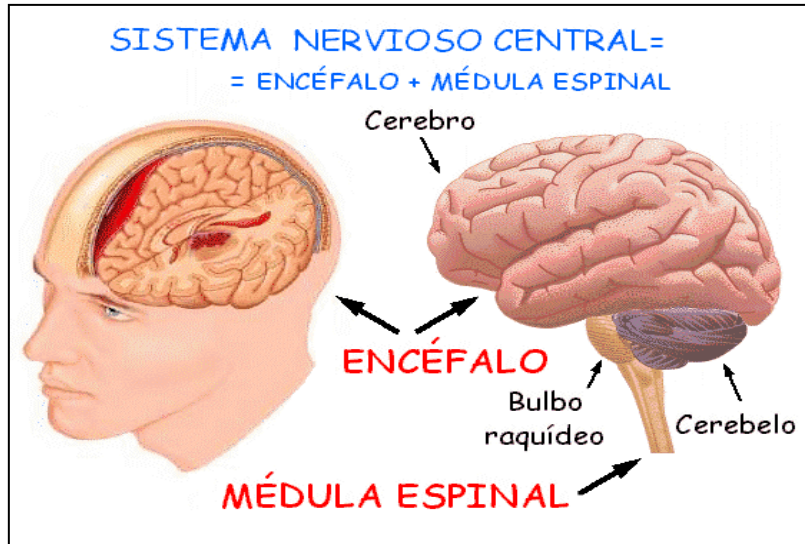 SISTEMA NERVIOSO CENTRAL=
= ENCÉFALO + MÉDULA ESPINAL
Cerebro
ENCÉFALO
Bulbo
raquídeo
Cerebelo
MÉDULA ESPINAL